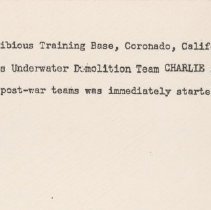 ibious Training Base, Coronado, Calif
s Underwater Demolition Team CHARLIE
post-war teams was immediately starte